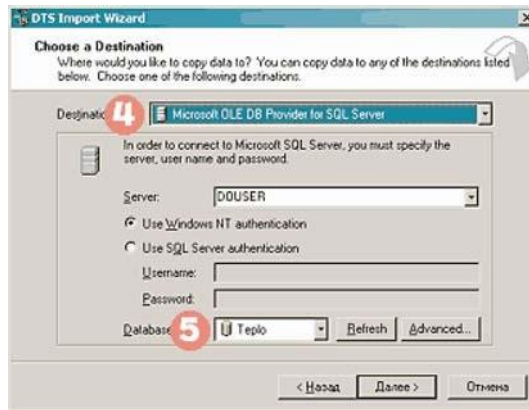 DTS Import Wizard
Choose a Destination
Where would you like to copy data to? You can copy data to any of the destinations listed
below. Choose one of the following destinations.
Destinatio 4 Microsoft OLE DB Provider for SQL Server
In order to connect to Microsoft SQL Server, you must specify the
server, user name and password.
Server: DOUSER
Use Windows NT authentication
Use SQL Server authentication
Username:
Password:
Database 5 Teplo Refresh Advanced...
< Назад Далее > Отмена